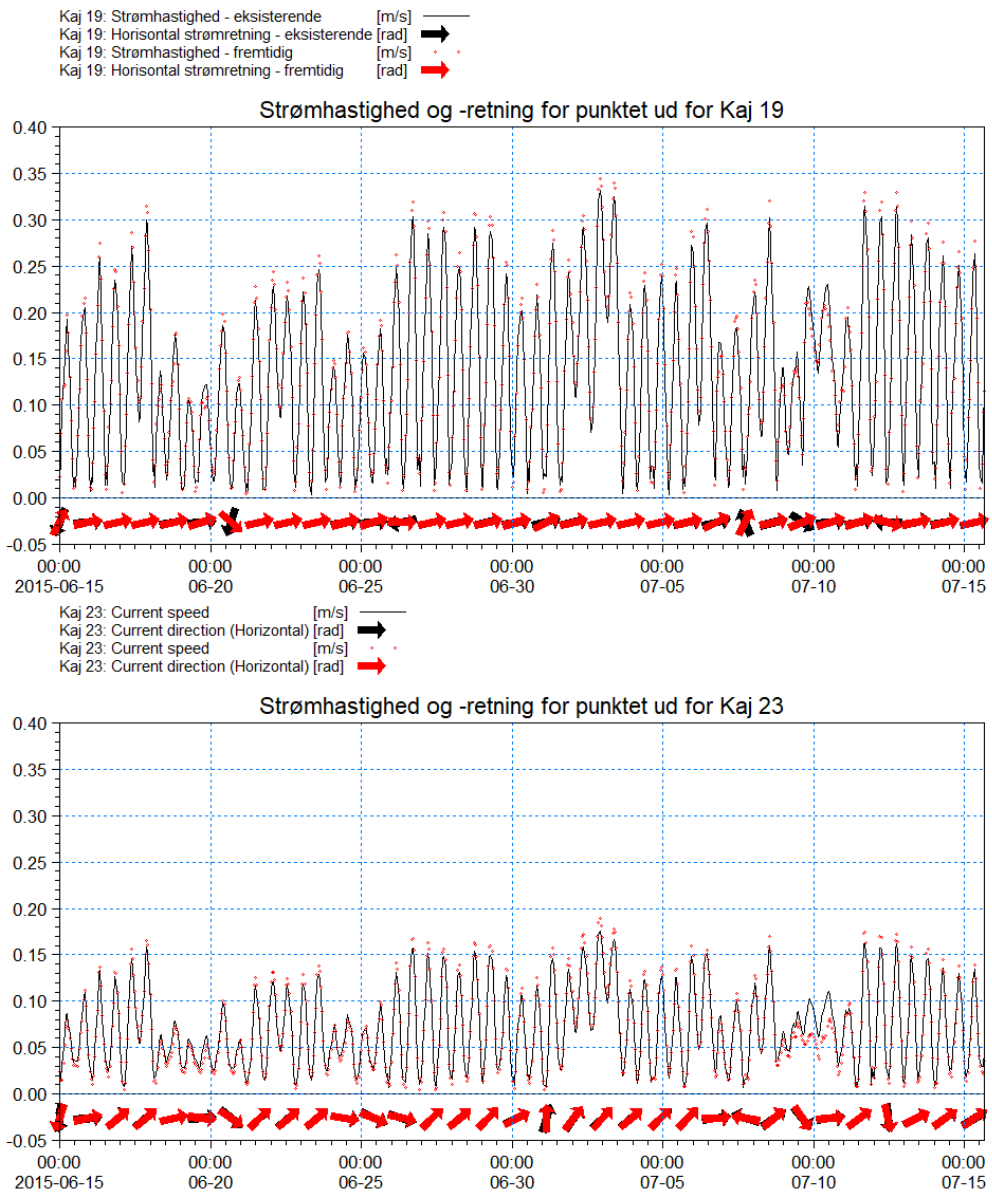 Kaj 19: Strømhastighed - eksisterende [m/s]
Kaj 19: Horisontal strømretning - eksisterende [rad]
Kaj 19: Strømhastighed - fremtidig [m/s]
Kaj 19: Horisontal strømretning - fremtidig [rad]
Strømhastighed og -retning for punktet ud for Kaj 19
0.40
0.35
0.30
0.25
0.20
0.15
0.10
0.05
0.00
-0.05
00:00 00:00 00:00 00:00 00:00 00:00 00:00
2015-06-15 06-20 06-25 06-30 07-05 07-10 07-15
Kaj 23: Current speed [m/s]
Kaj 23: Current direction (Horizontal) [rad]
Kaj 23: Current speed [m/s]
Kaj 23: Current direction (Horizontal) [rad]
Strømhastighed og -retning for punktet ud for Kaj 23
0.40
0.35
0.30
0.25
0.20
0.15
0.10
0.05
0.00
-0.05
00:00 00:00 00:00 00:00 00:00 00:00 00:00
2015-06-15 06-20 06-25 06-30 07-05 07-10 07-15